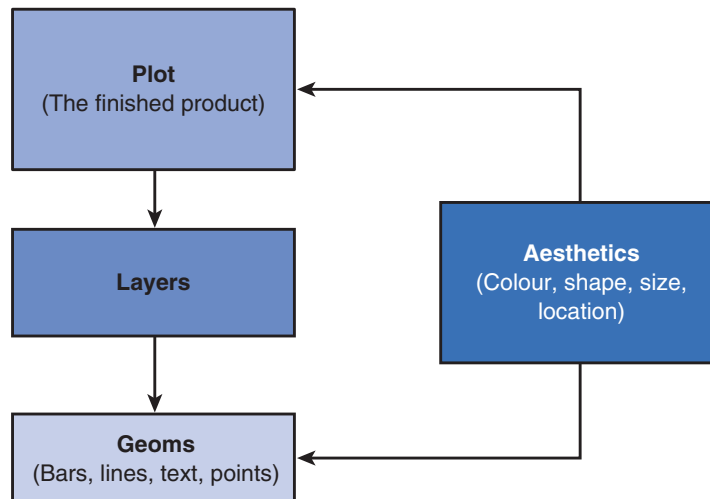 Plot
(The finished product)
Layers
Aesthetics
(Colour, shape, size,
location)
Geoms
(Bars, lines, text, points)